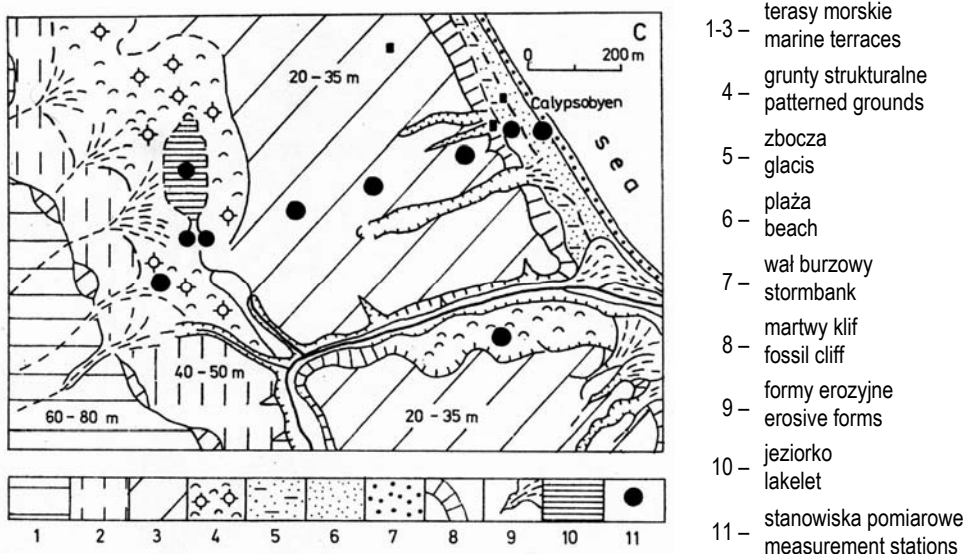 C
0 200 m
20 – 35 m
Calypsobyen
sea
40 – 50 m
60 – 80 m
20 – 35 m
1 2 3 4 5 6 7 8 9 10 11
1-3 – terasy morskie
marine terraces
4 – grunty strukturalne
patterned grounds
5 – zbocza
glacis
6 – plaża
beach
7 – wał burzowy
stormbank
8 – martwy klif
fossil cliff
9 – formy erozyjne
erosive forms
10 – jeziorko
lakelet
11 – stanowiska pomiarowe
measurement stations